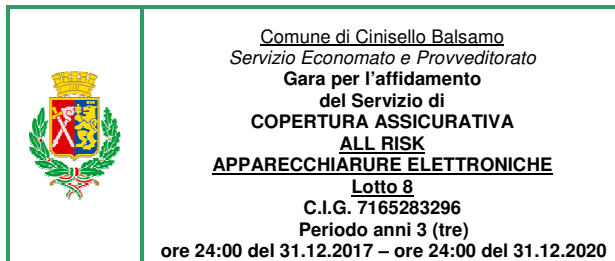 Comune di Cinisello Balsamo
Servizio Economato e Provveditorato
Gara per l'affidamento
del Servizio di
COPERTURA ASSICURATIVA
ALL RISK
APPARECCHIARURE ELETTRONICHE
Lotto 8
C.I.G. 7165283296
Periodo anni 3 (tre)
ore 24:00 del 31.12.2017 – ore 24:00 del 31.12.2020